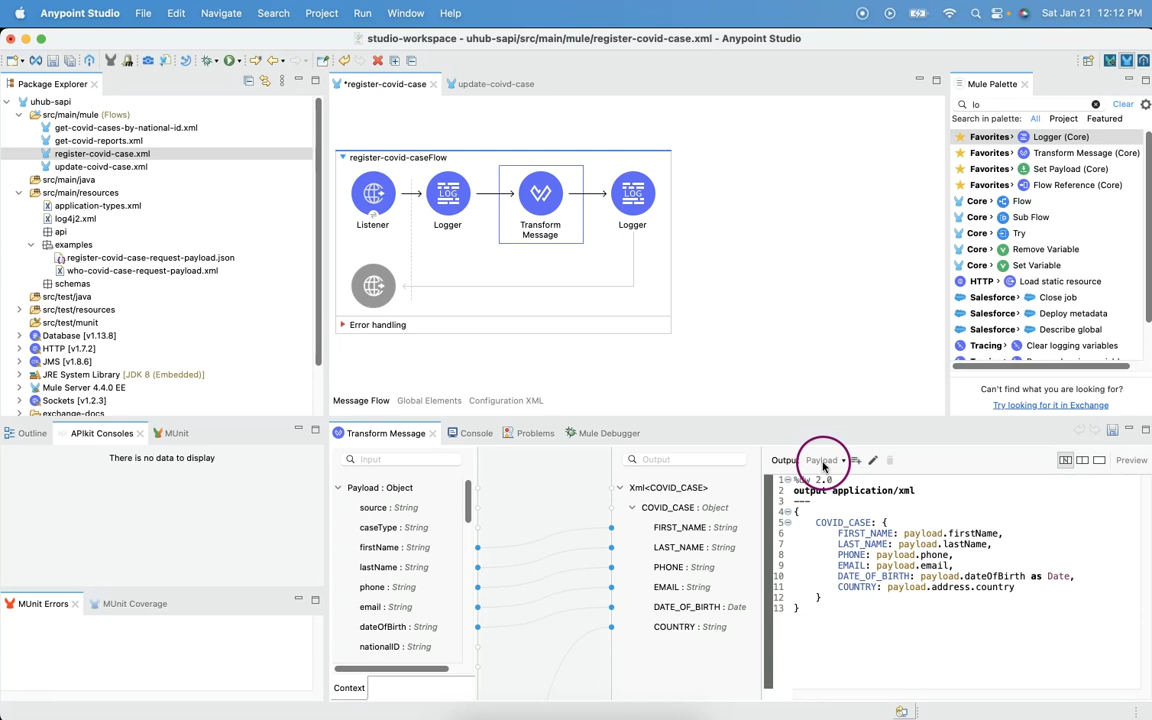 Anypoint Studio File Edit Navigate Search Project Run Window Help Sat Jan 21 12:12 PM
studio-workspace - uhub-sapi/src/main/mule/register-covid-case.xml - Anypoint Studio
Package Explorer
uhub-sapi
src/main/mule (Flows)
get-covid-cases-by-national-id.xml
get-covid-reports.xml
register-covid-case.xml
update-coivd-case.xml
src/main/java
src/main/resources
application-types.xml
log4j2.xml
api
examples
register-covid-case-request-payload.json
who-covid-case-request-payload.xml
schemas
src/test/java
src/test/resources
src/test/munit
Database [v1.13.8]
HTTP [v1.7.2]
JMS [v1.8.6]
JRE System Library [JDK 8 (Embedded)]
Mule Server 4.4.0 EE
Sockets [v1.2.3]
exchange-docs
*register-covid-case
update-coivd-case
register-covid-caseFlow
LOG
LOG
Listener
Logger
Transform
Message
Logger
Error handling
Message Flow Global Elements Configuration XML
Mule Palette
lo
Clear
Search in palette: All Project Featured
Favorites> Logger (Core)
Favorites> Transform Message (Core)
Favorites> Set Payload (Core)
Favorites> Flow Reference (Core)
Core> Flow
Core> Sub Flow
Core> Try
Core> Remove Variable
Core> Set Variable
HTTP> Load static resource
Salesforce> Close job
Salesforce> Deploy metadata
Salesforce> Describe global
Tracing> Clear logging variables
Can't find what you are looking for?
Try looking for it in Exchange
Outline
APIkit Consoles
MUnit
There is no data to display
MUnit Errors
MUnit Coverage
Transform Message
Console
Problems
Mule Debugger
Input
Payload : Object
source : String
caseType : String
firstName : String
lastName : String
phone : String
email : String
dateOfBirth : String
nationalID : String
Context
Output
Xml<COVID_CASE>
COVID_CASE : Object
FIRST_NAME : String
LAST_NAME : String
PHONE : String
EMAIL : String
DATE_OF_BIRTH : Date
COUNTRY : String
Output Payload
Preview
1 %dw 2.0
2 output application/xml
3 ---
4 {
5 COVID_CASE: {
6 FIRST_NAME: payload.firstName,
7 LAST_NAME: payload.lastName,
8 PHONE: payload.phone,
9 EMAIL: payload.email,
10 DATE_OF_BIRTH: payload.dateOfBirth as Date,
11 COUNTRY: payload.address.country
12 }
13 }